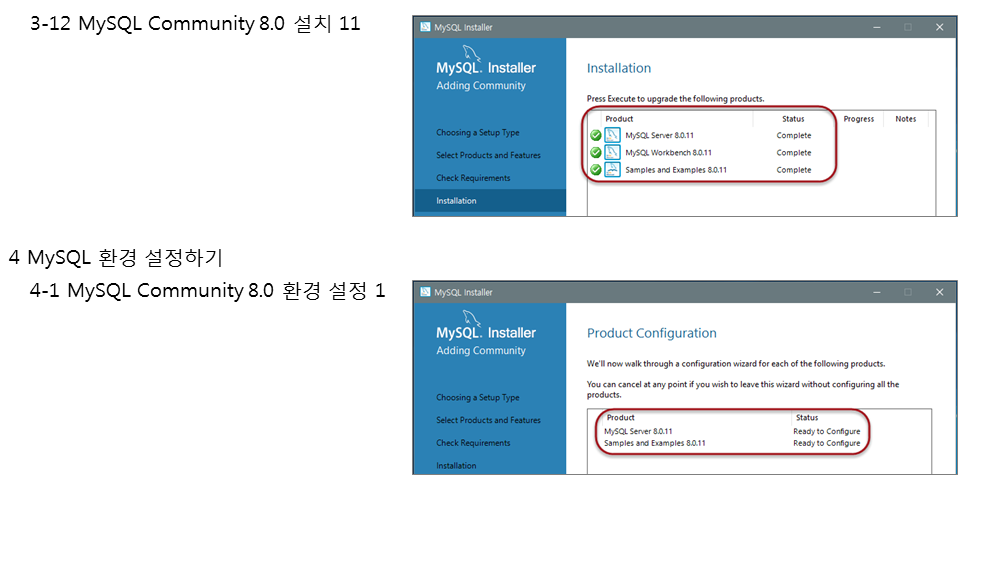 3-12 MySQL Community 8.0 설치 11
MySQL Installer
MySQL. Installer
Adding Community
Choosing a Setup Type
Select Products and Features
Check Requirements
Installation
Installation
Press Execute to upgrade the following products.
Product Status Progress Notes
MySQL Server 8.0.11 Complete
MySQL Workbench 8.0.11 Complete
Samples and Examples 8.0.11 Complete
4 MySQL 환경 설정하기
4-1 MySQL Community 8.0 환경 설정 1
MySQL Installer
MySQL. Installer
Adding Community
Choosing a Setup Type
Select Products and Features
Check Requirements
Installation
Product Configuration
We'll now walk through a configuration wizard for each of the following products.
You can cancel at any point if you wish to leave this wizard without configuring all the
products.
Product Status
MySQL Server 8.0.11 Ready to Configure
Samples and Examples 8.0.11 Ready to Configure